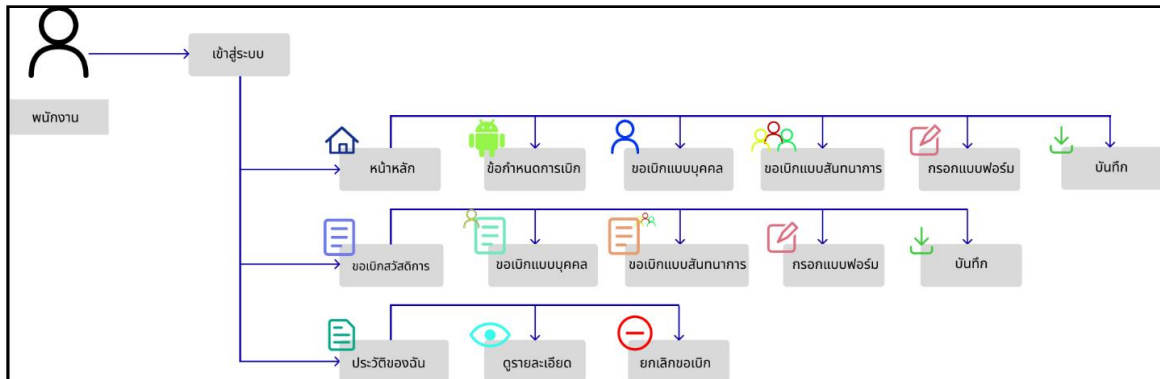 เข้าสู่ระบบ
พนักงาน
หน้าหลัก
ข้อกำหนดการเบิก
ขอเบิกแบบบุคคล
ขอเบิกแบบสันทนาการ
กรอกแบบฟอร์ม
บันทึก
ขอเบิกสวัสดิการ
ขอเบิกแบบบุคคล
ขอเบิกแบบสันทนาการ
กรอกแบบฟอร์ม
บันทึก
ประวัติของฉัน
ดูรายละเอียด
ยกเลิกขอเบิก